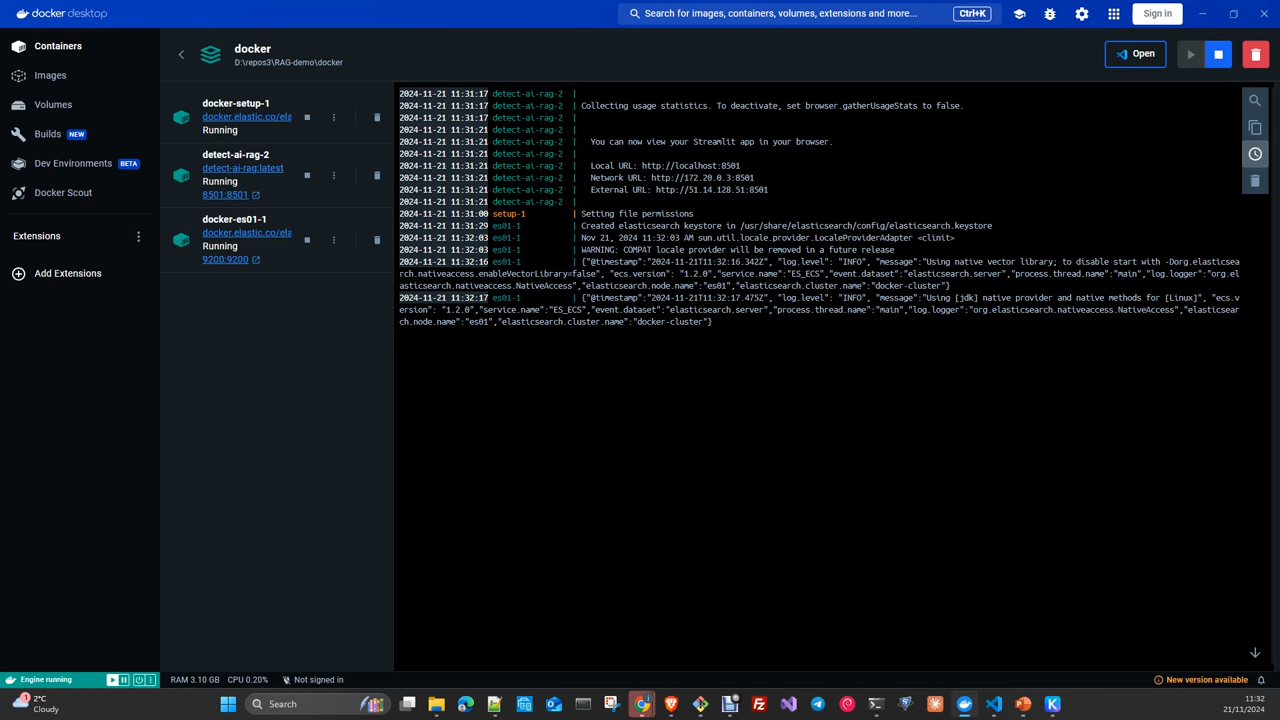 docker desktop
Search for images, containers, volumes, extensions and more...
Ctrl+K
Sign in
Containers
Images
Volumes
Builds NEW
Dev Environments BETA
Docker Scout
Extensions
Add Extensions
docker
D:\repos3\RAG-demo\docker
Open
docker-setup-1
docker.elastic.co/ela
Running
detect-ai-rag-2
detect-ai-rag:latest
Running
8501:8501
docker-es01-1
docker.elastic.co/ela
Running
9200:9200
2024-11-21 11:31:17 detect-ai-rag-2 |
2024-11-21 11:31:17 detect-ai-rag-2 | Collecting usage statistics. To deactivate, set browser.gatherUsageStats to false.
2024-11-21 11:31:17 detect-ai-rag-2 |
2024-11-21 11:31:21 detect-ai-rag-2 |
2024-11-21 11:31:21 detect-ai-rag-2 | You can now view your Streamlit app in your browser.
2024-11-21 11:31:21 detect-ai-rag-2 |
2024-11-21 11:31:21 detect-ai-rag-2 | Local URL: http://localhost:8501
2024-11-21 11:31:21 detect-ai-rag-2 | Network URL: http://172.20.0.3:8501
2024-11-21 11:31:21 detect-ai-rag-2 | External URL: http://51.14.128.51:8501
2024-11-21 11:31:21 detect-ai-rag-2 |
2024-11-21 11:31:00 setup-1 | Setting file permissions
2024-11-21 11:31:29 es01-1 | Created elasticsearch keystore in /usr/share/elasticsearch/config/elasticsearch.keystore
2024-11-21 11:32:03 es01-1 | Nov 21, 2024 11:32:03 AM sun.util.locale.provider.LocaleProviderAdapter <clinit>
2024-11-21 11:32:03 es01-1 | WARNING: COMPAT locale provider will be removed in a future release
2024-11-21 11:32:16 es01-1 | {"@timestamp":"2024-11-21T11:32:16.342Z", "log.level": "INFO", "message":"Using native vector library; to disable start with -Dorg.elasticsea
rch.nativeaccess.enableVectorLibrary=false", "ecs.version": "1.2.0","service.name":"ES_ECS","event.dataset":"elasticsearch.server","process.thread.name":"main","log.logger":"org.el
asticsearch.nativeaccess.NativeAccess","elasticsearch.node.name":"es01","elasticsearch.cluster.name":"docker-cluster"}
2024-11-21 11:32:17 es01-1 | {"@timestamp":"2024-11-21T11:32:17.475Z", "log.level": "INFO", "message":"Using [jdk] native provider and native methods for [Linux]", "ecs.v
ersion": "1.2.0","service.name":"ES_ECS","event.dataset":"elasticsearch.server","process.thread.name":"main","log.logger":"org.elasticsearch.nativeaccess.NativeAccess","elasticsear
ch.node.name":"es01","elasticsearch.cluster.name":"docker-cluster"}
Engine running
RAM 3.10 GB CPU 0.20%
Not signed in
New version available
1
2°C
Cloudy
Search
11:32
21/11/2024